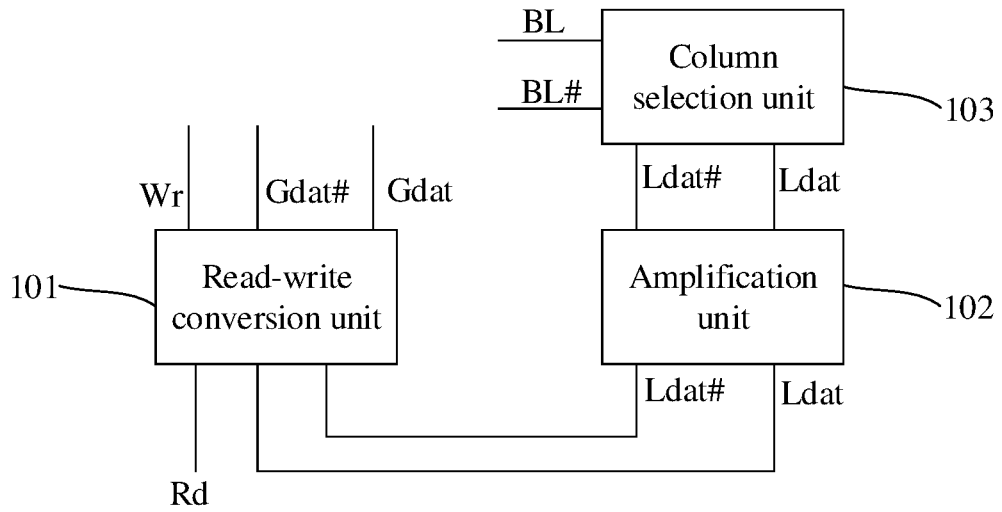 BL
Column
selection unit
BL#
103
Ldat#
Ldat
Wr
Gdat#
Gdat
101
Read-write
conversion unit
Amplification
unit
102
Ldat#
Ldat
Rd